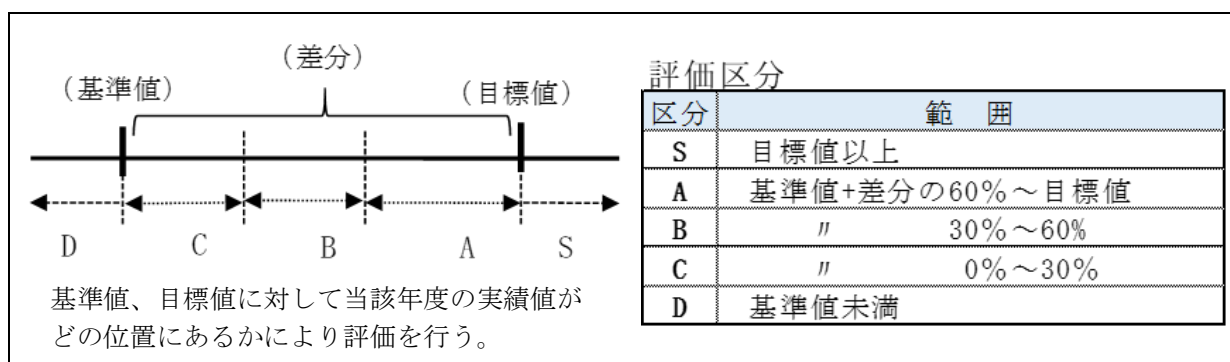 （差分）
（基準値）
（目標値）
D
C
B
A
S
基準値、目標値に対して当該年度の実績値が
どの位置にあるかにより評価を行う。
評価区分
区分 範　囲
S 目標値以上
A 基準値+差分の60%～目標値
B 〃 30%～60%
C 〃 0%～30%
D 基準値未満